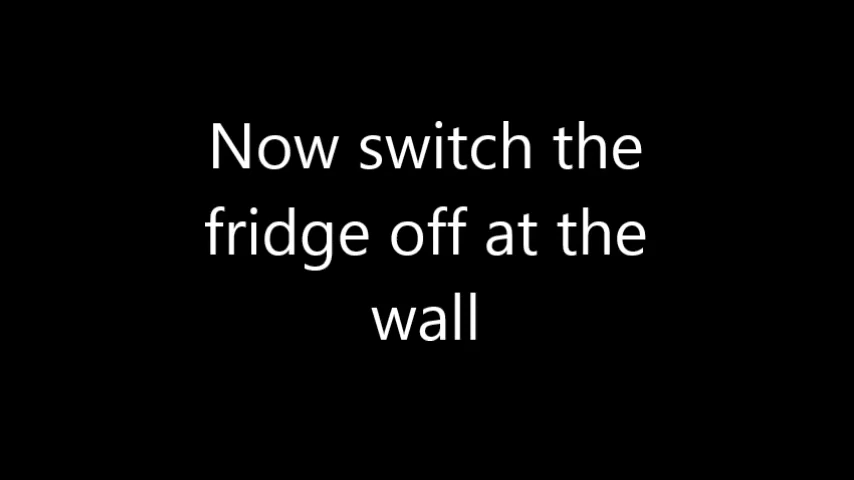 Now switch the
fridge off at the
wall